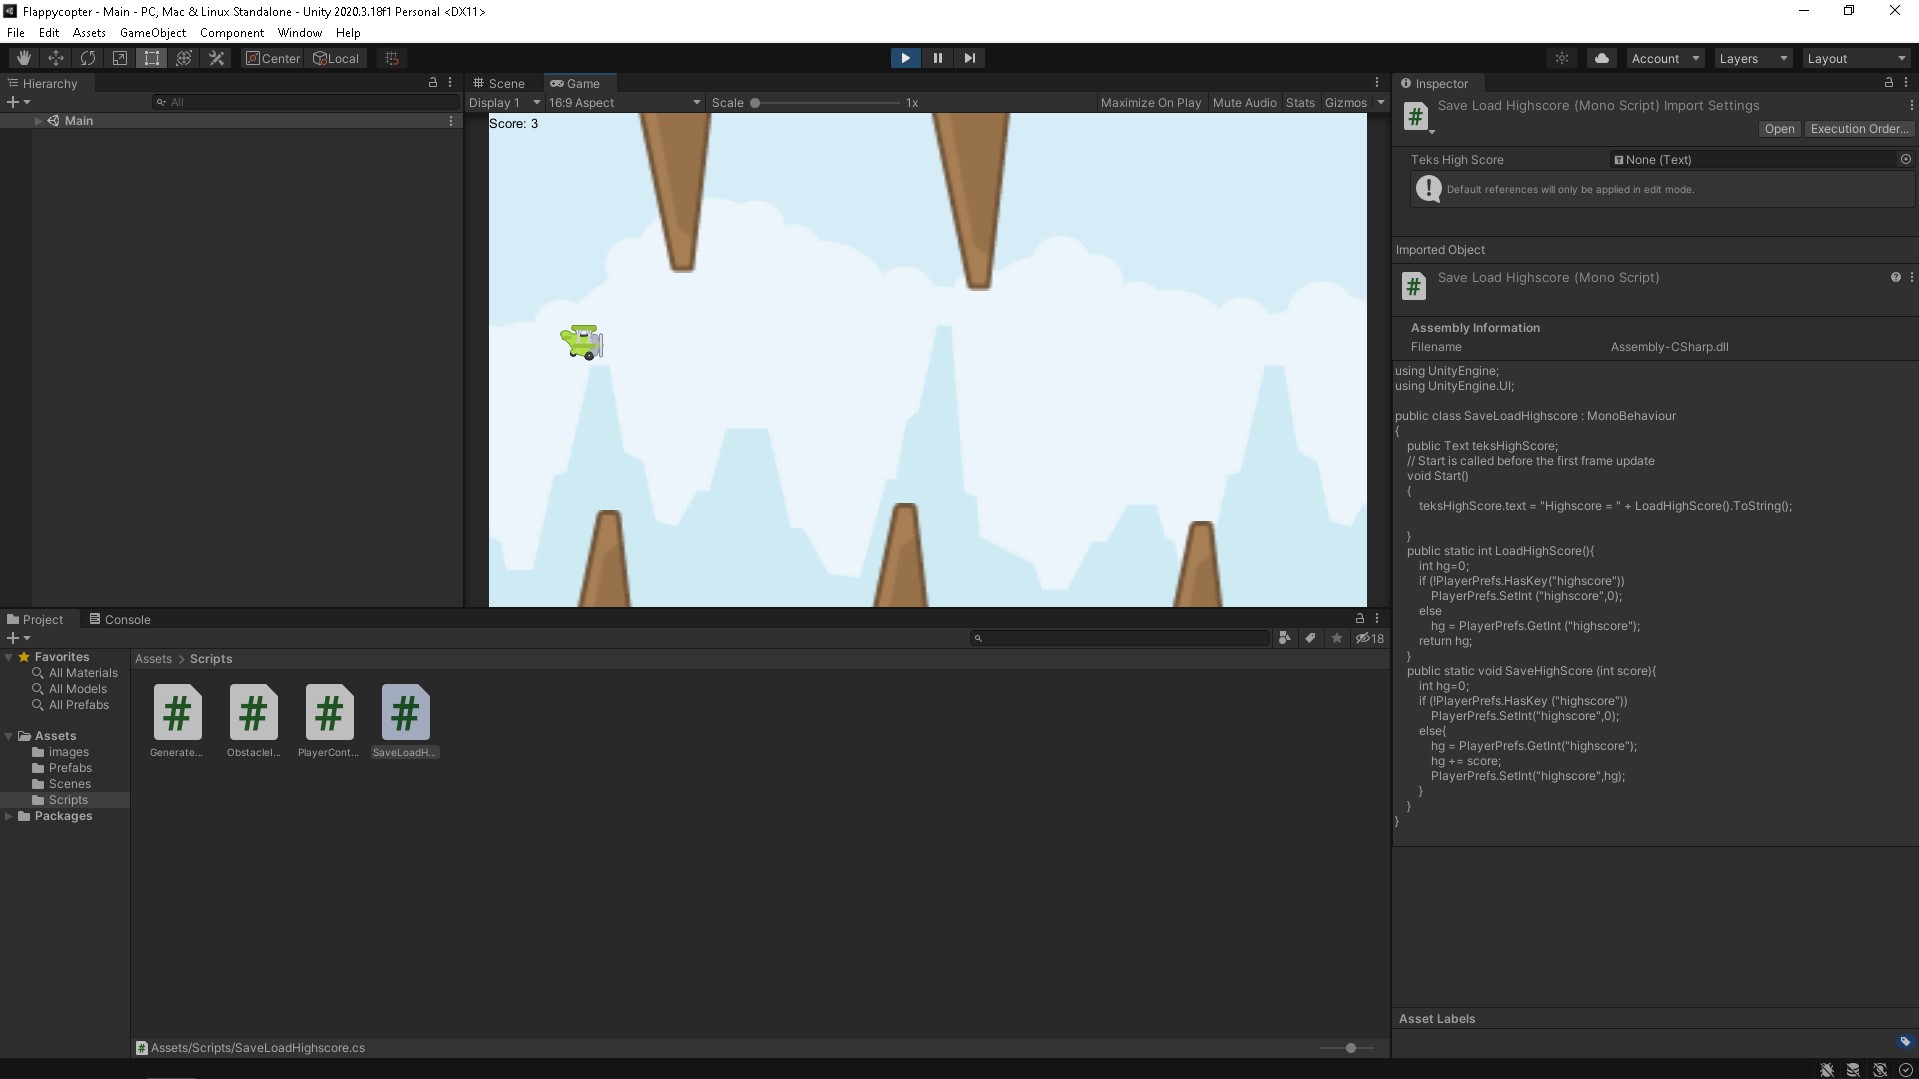 Flappycopter - Main - PC, Mac & Linux Standalone - Unity 2020.3.18f1 Personal <DX11>
File Edit Assets GameObject Component Window Help
Center Local Account Layers Layout
Hierarchy
All
Main
Scene Game
Display 1 16:9 Aspect Scale 1x Maximize On Play Mute Audio Stats Gizmos
Score: 3
Inspector
Save Load Highscore (Mono Script) Import Settings
Open Execution Order...
Teks High Score None (Text)
Default references will only be applied in edit mode.
Imported Object
Save Load Highscore (Mono Script)
Assembly Information
Filename Assembly-CSharp.dll
using UnityEngine;
using UnityEngine.UI;
public class SaveLoadHighscore : MonoBehaviour
{
public Text teksHighScore;
// Start is called before the first frame update
void Start()
{
teksHighScore.text = "Highscore = " + LoadHighScore().ToString();
}
public static int LoadHighScore(){
int hg=0;
if (!PlayerPrefs.HasKey("highscore"))
PlayerPrefs.SetInt ("highscore",0);
else
hg = PlayerPrefs.GetInt ("highscore");
return hg;
}
public static void SaveHighScore (int score){
int hg=0;
if (!PlayerPrefs.HasKey ("highscore"))
PlayerPrefs.SetInt("highscore",0);
else{
hg = PlayerPrefs.GetInt("highscore");
hg += score;
PlayerPrefs.SetInt("highscore",hg);
}
}
}
Asset Labels
Project Console
18
Favorites
All Materials
All Models
All Prefabs
Assets
images
Prefabs
Scenes
Scripts
Packages
Assets > Scripts
# # # #
Generate... ObstacleI... PlayerCont... SaveLoadH...
Assets/Scripts/SaveLoadHighscore.cs